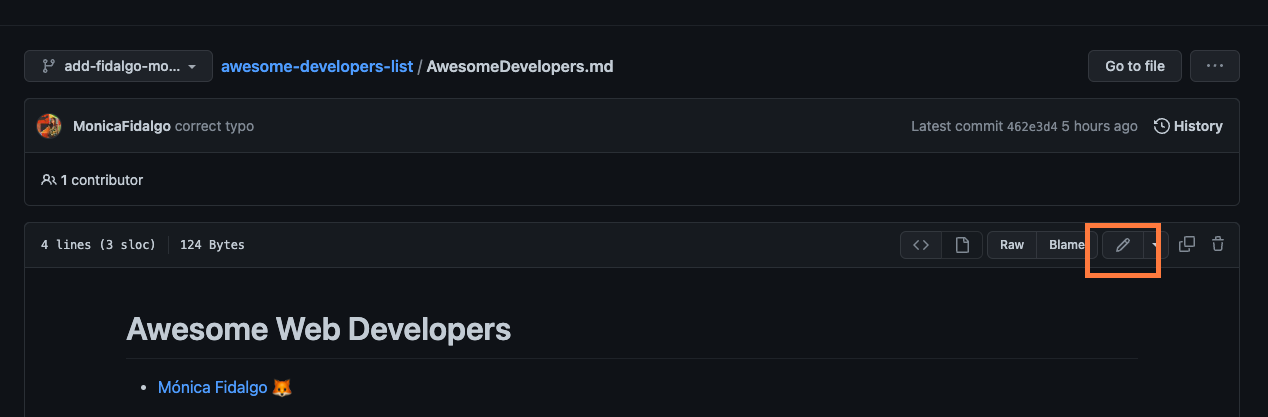 add-fidalgo-mo... awesome-developers-list / AwesomeDevelopers.md Go to file ...
MonicaFidalgo correct typo Latest commit 462e3d4 5 hours ago History
1 contributor
4 lines (3 sloc) 124 Bytes <> Raw Blame
Awesome Web Developers
• Mónica Fidalgo 🦊